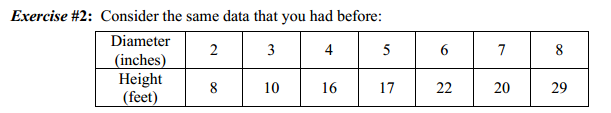 Exercise #2: Consider the same data that you had before:
Diameter (inches) 2 3 4 5 6 7 8
Height (feet) 8 10 16 17 22 20 29